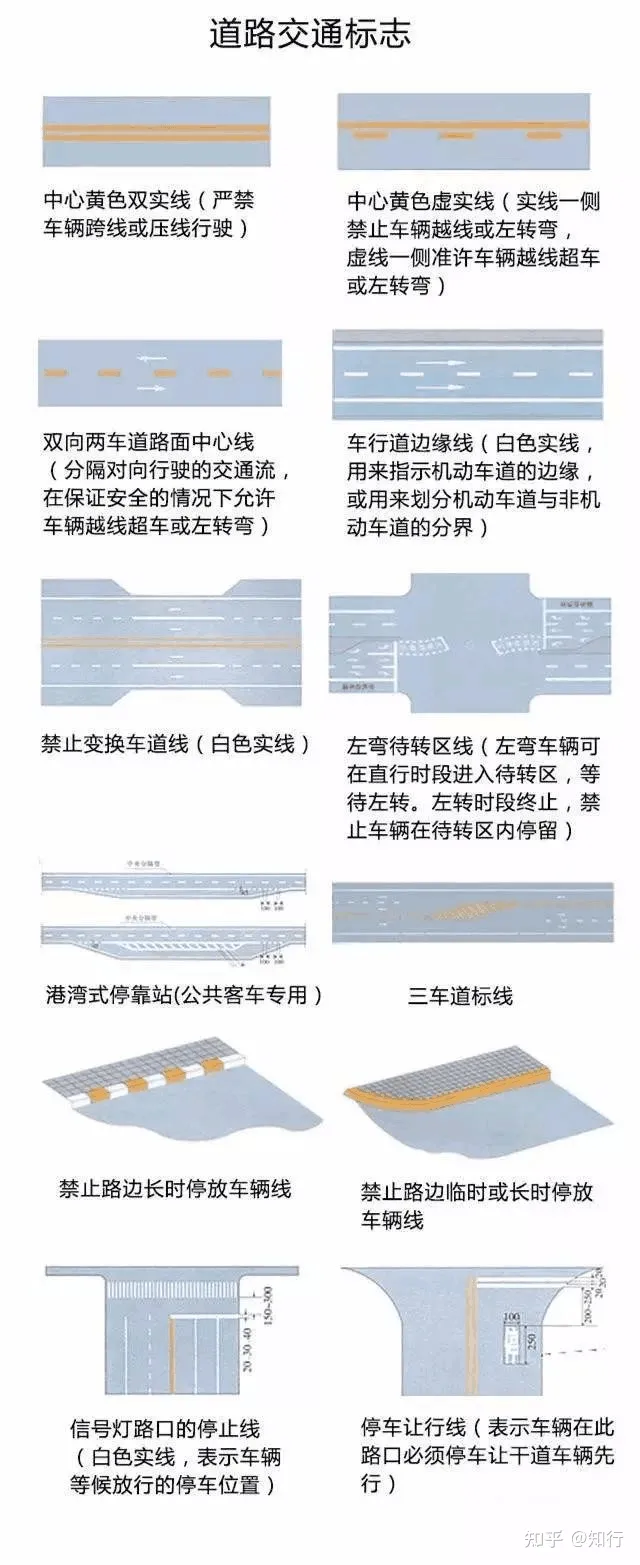 道路交通标志
中心黄色双实线（严禁
车辆跨线或压线行驶）
中心黄色虚实线（实线一侧
禁止车辆越线或左转弯，
虚线一侧准许车辆越线超车
或左转弯）
双向两车道路面中心线
（分隔对向行驶的交通流，
在保证安全的情况下允许
车辆越线超车或左转弯）
车行道边缘线（白色实线，
用来指示机动车道的边缘，
或用来划分机动车道与非机
动车道的分界）
禁止变换车道线（白色实线）
左弯待转区线（左弯车辆可
在直行时段进入待转区，等
待左转。左转时段终止，禁
止车辆在待转区内停留）
中央分隔带
100 100
中央分隔带
100 100
港湾式停靠站(公共客车专用）
三车道标线
禁止路边长时停放车辆线
禁止路边临时或长时停放
车辆线
150~300
20·30·40
信号灯路口的停止线
（白色实线，表示车辆
等候放行的停车位置）
20
20
200~250
100
250
停车让行线（表示车辆在此
路口必须停车让干道车辆先
行）
知乎 @知行